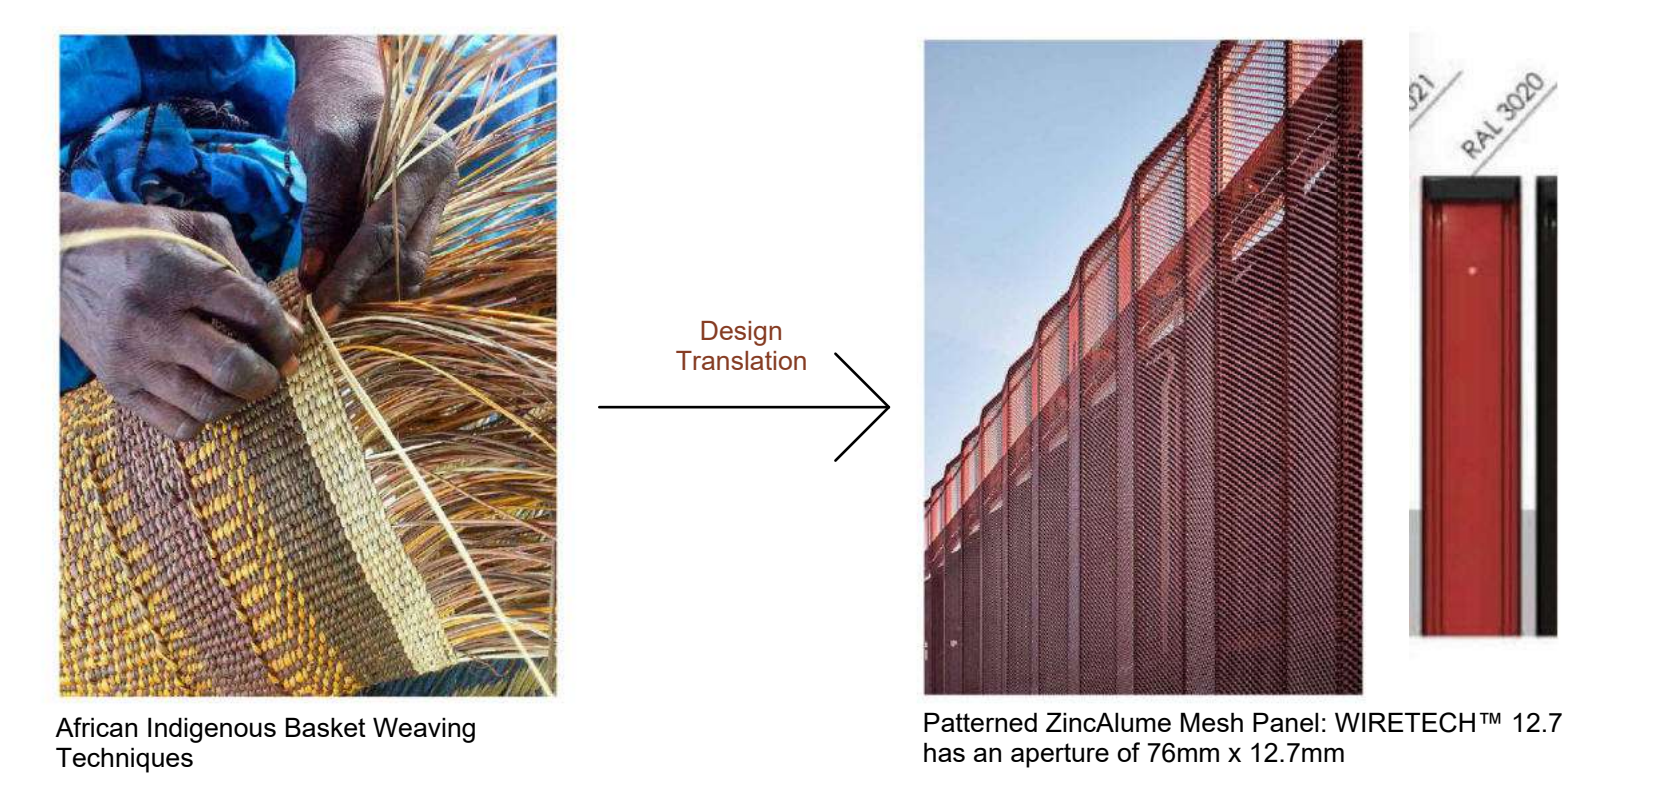 Design
Translation
021
RAL 3020
African Indigenous Basket Weaving
Techniques
Patterned ZincAlume Mesh Panel: WIRETECH™ 12.7
has an aperture of 76mm x 12.7mm